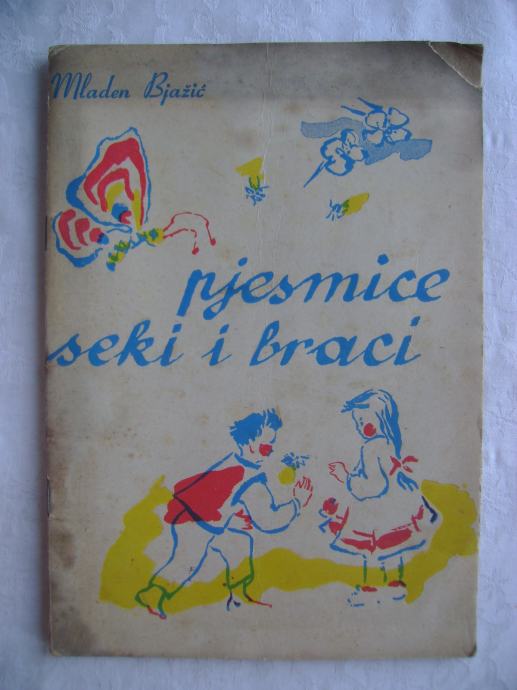 Mladen Bjažić
pjesmice
seki i braci